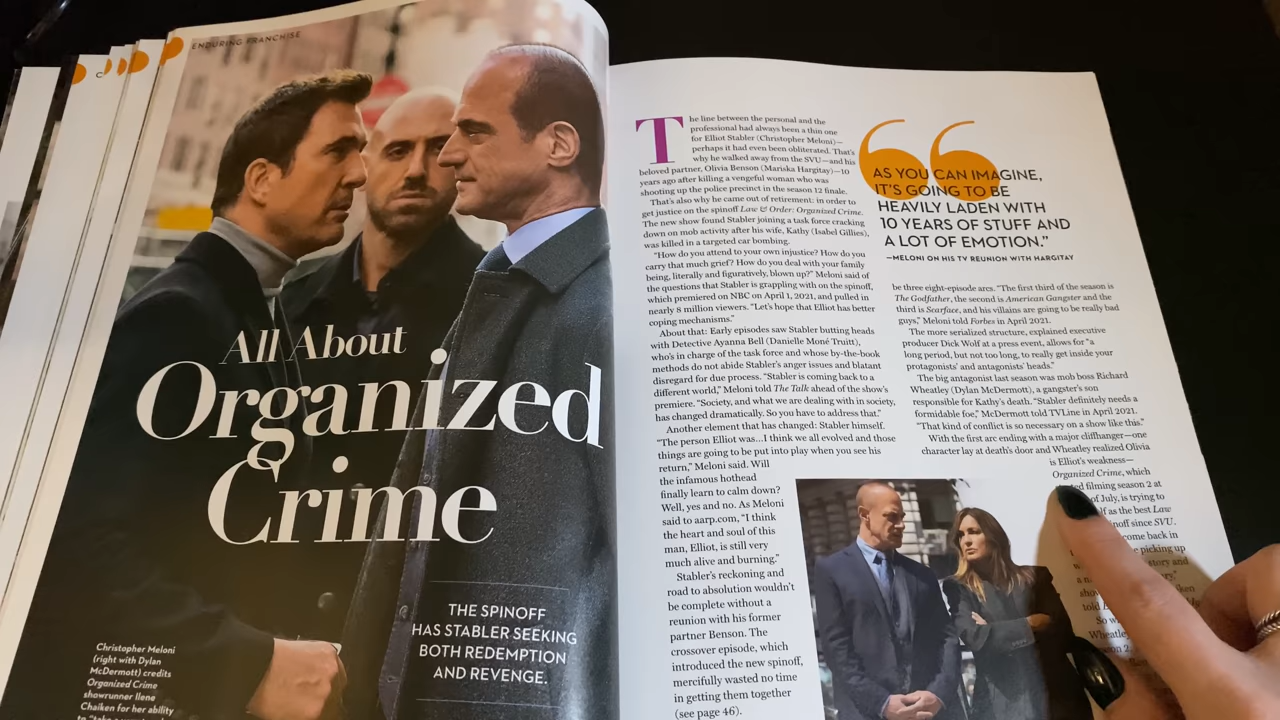 ENDURING FRANCHISE
All About
Organized
Crime
THE SPINOFF
HAS STABLER SEEKING
BOTH REDEMPTION
AND REVENGE.
Christopher Meloni
(right with Dylan
McDermott) credits
Organized Crime
showrunner Ilene
Chaiken for her ability
The line between the personal and the
professional had always been a thin one
for Elliot Stabler (Christopher Meloni)—
perhaps it had even been obliterated. That's
why he walked away from the SVU—and his
beloved partner, Olivia Benson (Mariska Hargitay)—10
years ago after killing a vengeful woman who was
shooting up the police precinct in the season 12 finale.
That's also why he came out of retirement: in order to
get justice on the spinoff Law & Order: Organized Crime.
The new show found Stabler joining a task force cracking
down on mob activity after his wife, Kathy (Isabel Gillies),
was killed in a targeted car bombing.
"How do you attend to your own injustice? How do you
carry that much grief? How do you deal with your family
being, literally and figuratively, blown up?" Meloni said of
the questions that Stabler is grappling with on the spinoff,
which premiered on NBC on April 1, 2021, and pulled in
nearly 8 million viewers. "Let's hope that Elliot has better
coping mechanisms."
About that: Early episodes saw Stabler butting heads
with Detective Ayanna Bell (Danielle Moné Truitt),
who's in charge of the task force and whose by-the-book
methods do not abide Stabler's anger issues and blatant
disregard for due process. "Stabler is coming back to a
different world," Meloni told The Talk ahead of the show's
premiere. "Society, and what we are dealing with in society,
has changed dramatically. So you have to address that."
Another element that has changed: Stabler himself.
"The person Elliot was...I think we all evolved and those
things are going to be put into play when you see his
return," Meloni said. Will
the infamous hothead
finally learn to calm down?
Well, yes and no. As Meloni
said to aarp.com, "I think
the heart and soul of this
man, Elliot, is still very
much alive and burning."
Stabler's reckoning and
road to absolution wouldn't
be complete without a
reunion with his former
partner Benson. The
crossover episode, which
introduced the new spinoff,
mercifully wasted no time
in getting them together
(see page 46).
AS YOU CAN IMAGINE,
IT'S GOING TO BE
HEAVILY LADEN WITH
10 YEARS OF STUFF AND
A LOT OF EMOTION."
—MELONI ON HIS TV REUNION WITH HARGITAY
be three eight-episode arcs. "The first third of the season is
The Godfather, the second is American Gangster and the
third is Scarface, and his villains are going to be really bad
guys," Meloni told Forbes in April 2021.
The more serialized structure, explained executive
producer Dick Wolf at a press event, allows for "a
long period, but not too long, to really get inside your
protagonists' and antagonists' heads."
The big antagonist last season was mob boss Richard
Wheatley (Dylan McDermott), a gangster's son
responsible for Kathy's death. "Stabler definitely needs a
formidable foe," McDermott told TVLine in April 2021.
"That kind of conflict is so necessary on a show like this."
With the first arc ending with a major cliffhanger—one
character lay at death's door and Wheatley realized Olivia
is Elliot's weakness—
Organized Crime, which
filming season 2 at
of July, is trying to
as the best Law
since SVU.
come back in
picking up
story and
told
So
Wheatley